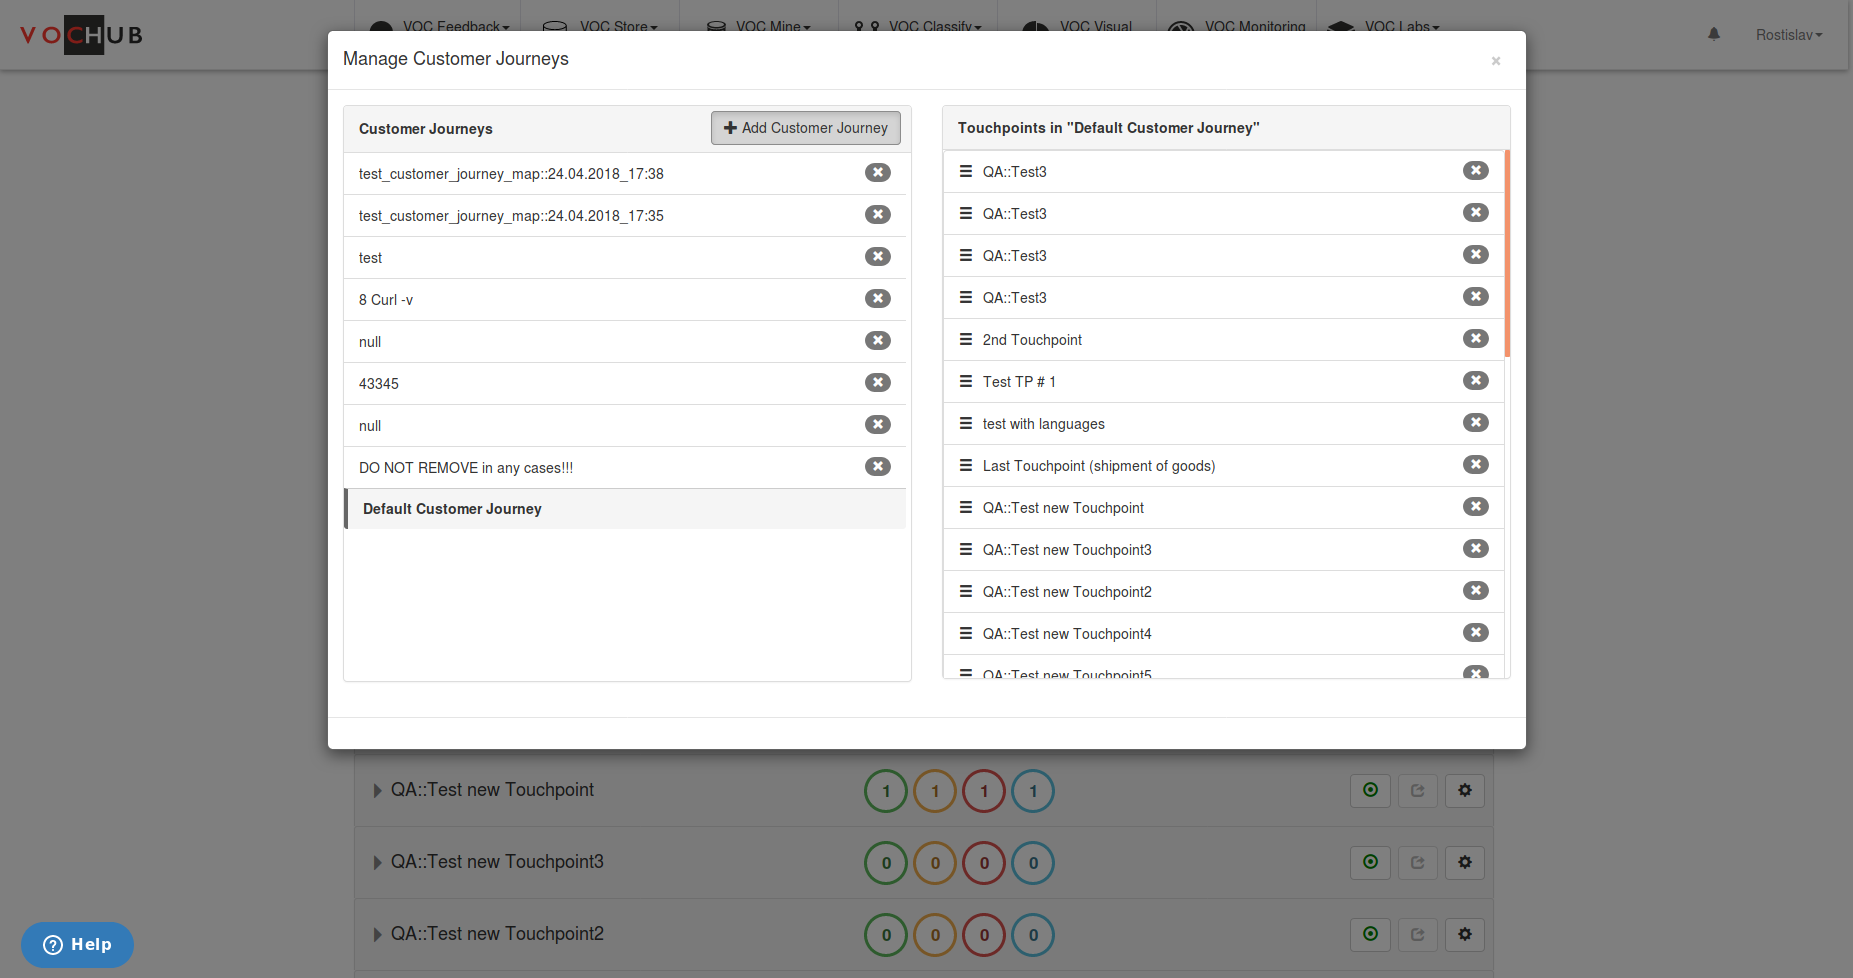 VOCHUB
VOC Feedback
VOC Store
VOC Mine
VOC Classify
VOC Visual
VOC Monitoring
VOC Labs
Rostislav
Manage Customer Journeys
×
Customer Journeys
Add Customer Journey
test_customer_journey_map::24.04.2018_17:38
test_customer_journey_map::24.04.2018_17:35
test
8 Curl -v
null
43345
null
DO NOT REMOVE in any cases!!!
Default Customer Journey
Touchpoints in "Default Customer Journey"
QA::Test3
QA::Test3
QA::Test3
QA::Test3
2nd Touchpoint
Test TP # 1
test with languages
Last Touchpoint (shipment of goods)
QA::Test new Touchpoint
QA::Test new Touchpoint3
QA::Test new Touchpoint2
QA::Test new Touchpoint4
QA::Test new Touchpoint5
QA::Test new Touchpoint 1 1 1 1
QA::Test new Touchpoint3 0 0 0 0
QA::Test new Touchpoint2 0 0 0 0
Help